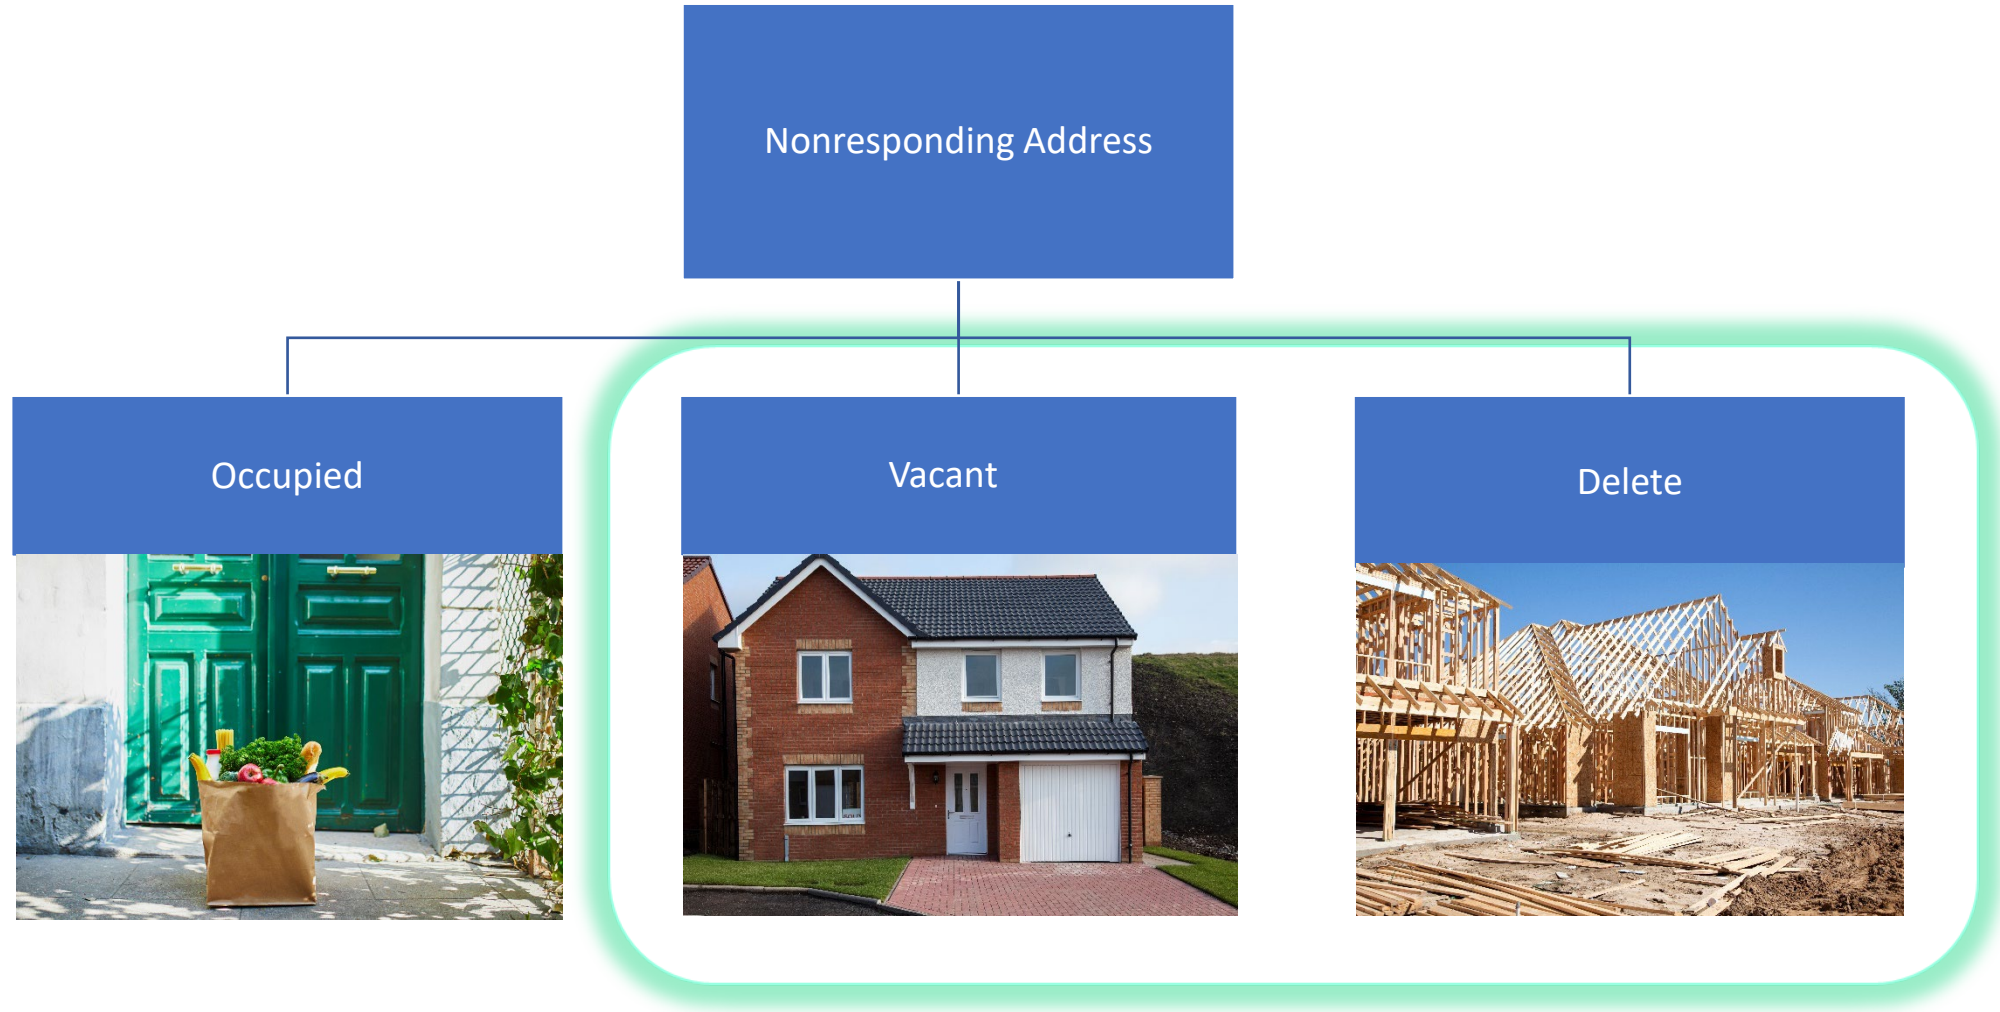 Nonresponding Address
Occupied
Vacant
Delete